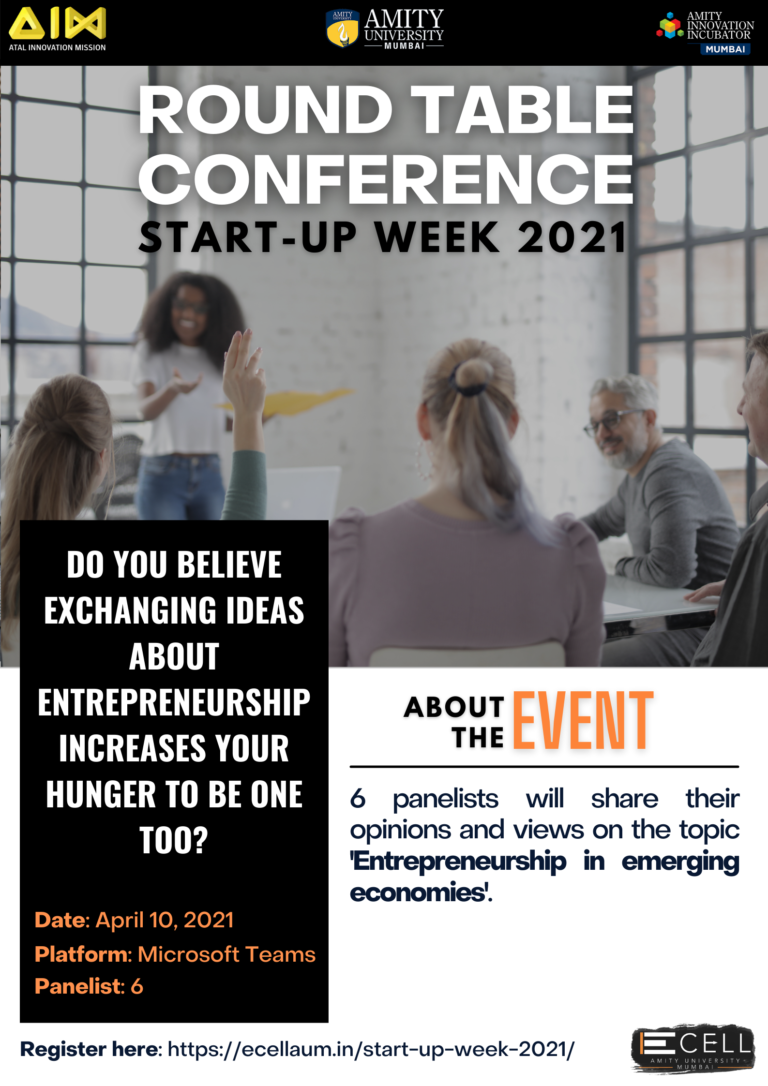 AIM
ATAL INNOVATION MISSION
AMITY
UNIVERSITY
MUMBAI
AMITY
INNOVATION
INCUBATOR
MUMBAI
ROUND TABLE
CONFERENCE
START-UP WEEK 2021
DO YOU BELIEVE
EXCHANGING IDEAS
ABOUT
ENTREPRENEURSHIP
INCREASES YOUR
HUNGER TO BE ONE
TOO?
Date: April 10, 2021
Platform: Microsoft Teams
Panelist: 6
ABOUT
THE EVENT
6 panelists will share their
opinions and views on the topic
'Entrepreneurship in emerging
economies'.
Register here: https://ecellaum.in/start-up-week-2021/
ECELL
AMITY UNIVERSITY
MUMBAI